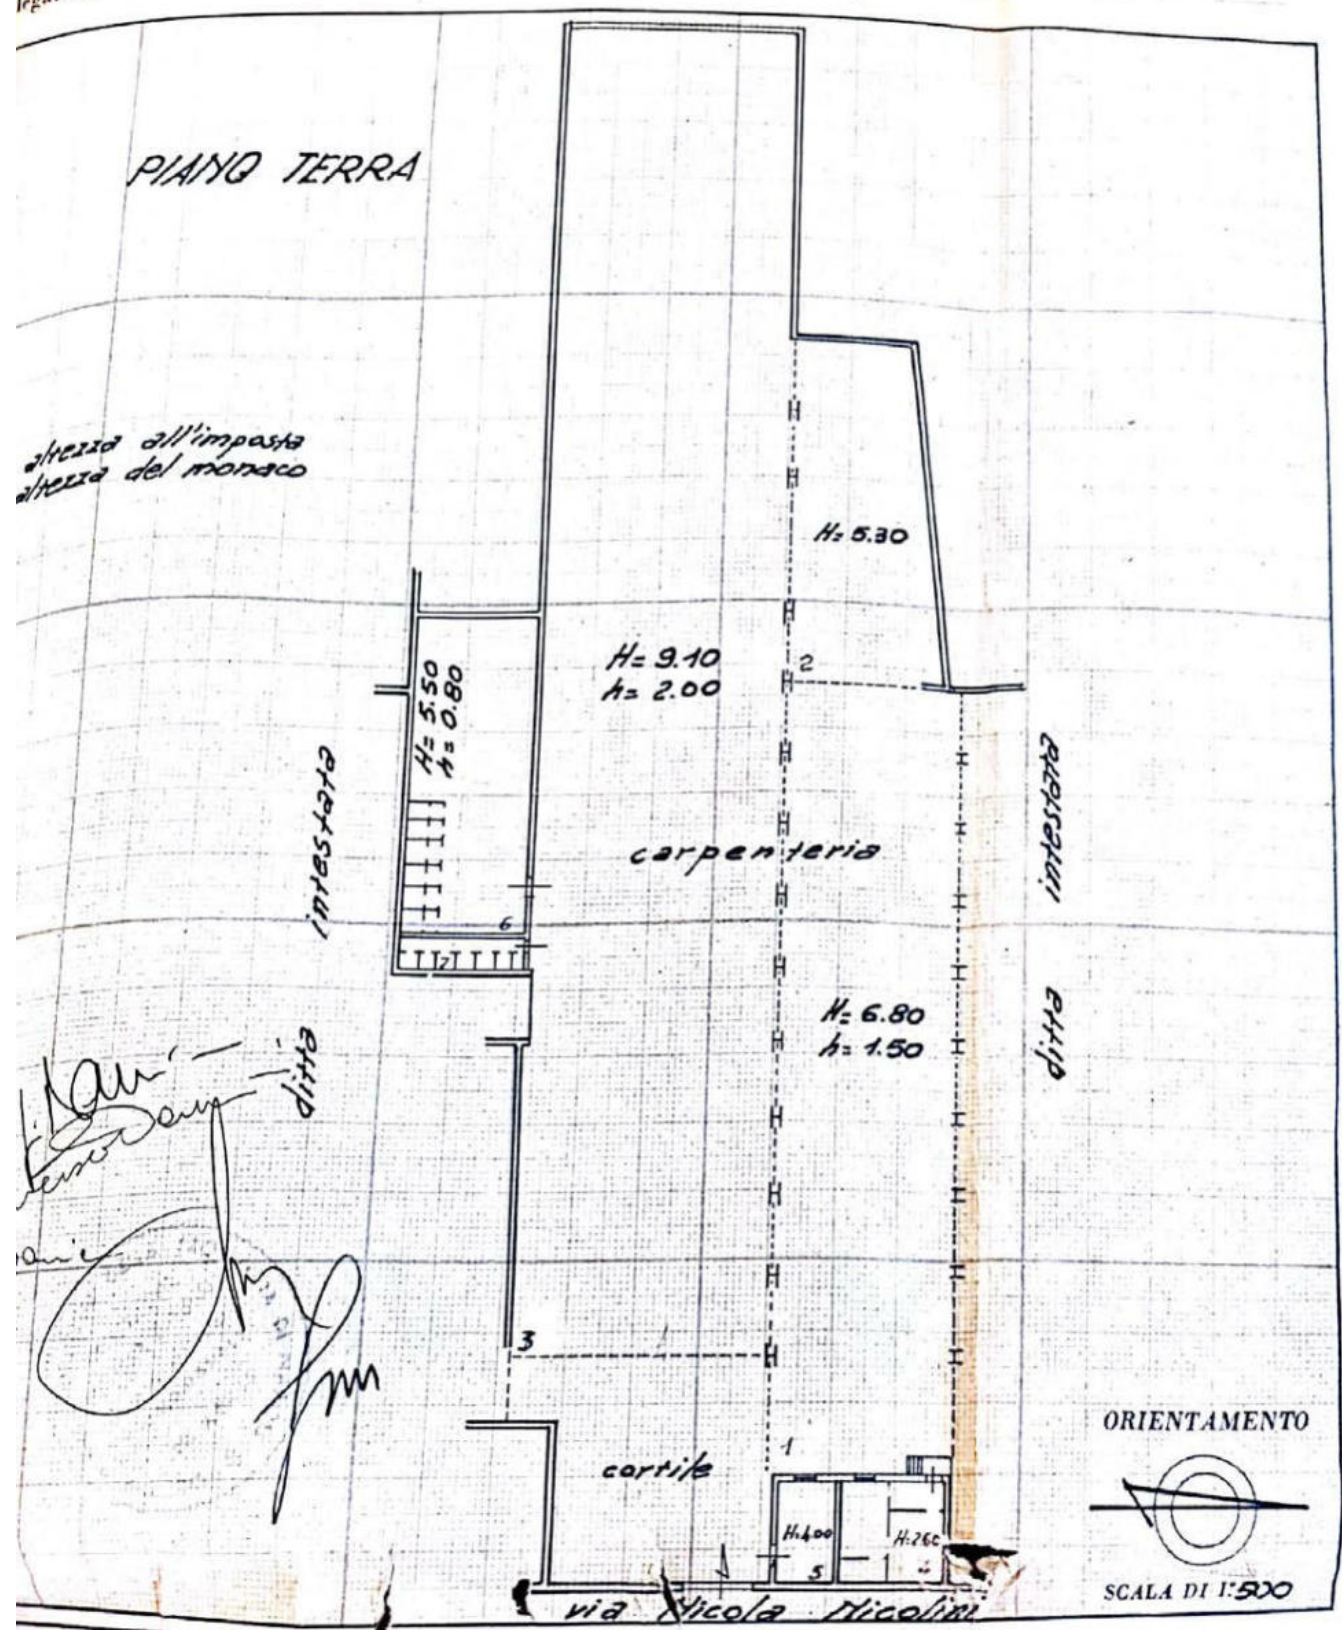 PIANO TERRA
altezza all'imposta
altezza del monaco
H= 5.30
H= 9.10
h= 2.00
2
H= 5.50
h= 0.80
intestata
ditta
intestata
ditta
carpenteria
6
7
H= 6.80
h= 1.50
3
1
cortile
H=4.00
H=2.60
5
4
via Nicola Nicolini
ORIENTAMENTO
SCALA DI 1:500